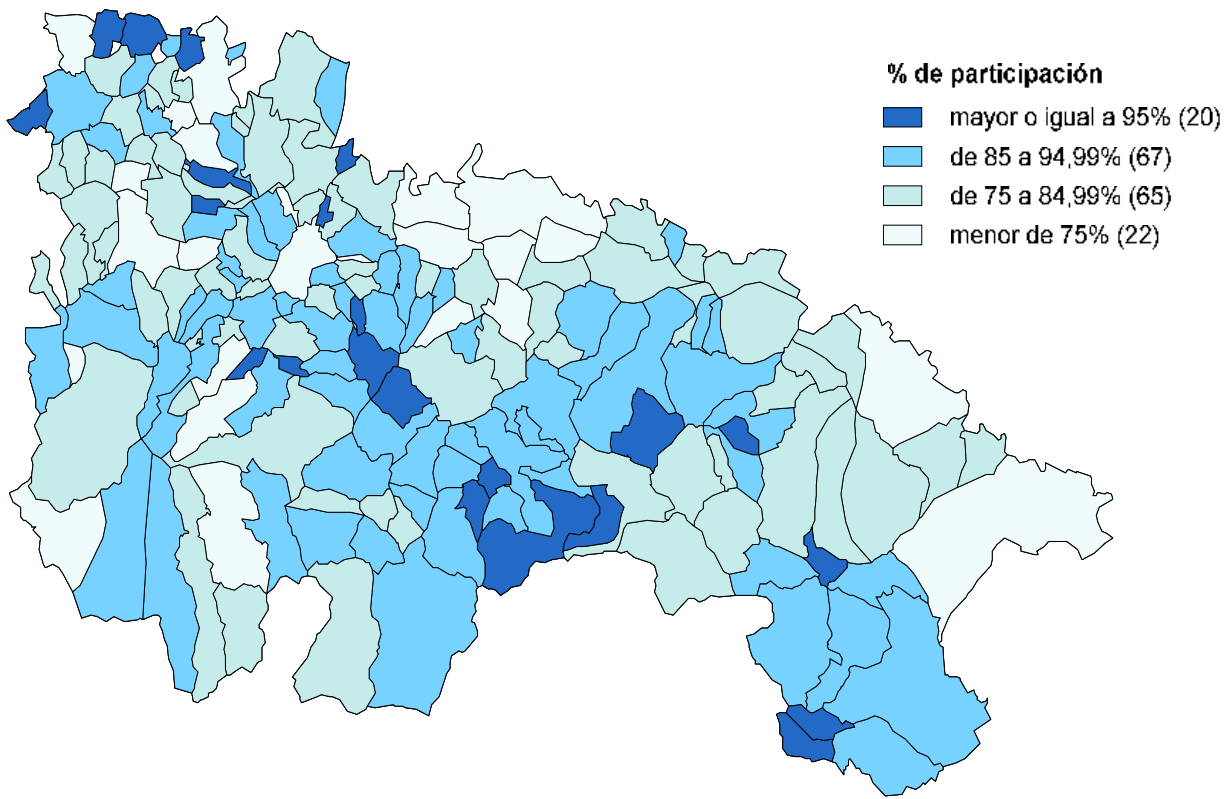 % de participación
mayor o igual a 95% (20)
de 85 a 94,99% (67)
de 75 a 84,99% (65)
menor de 75% (22)